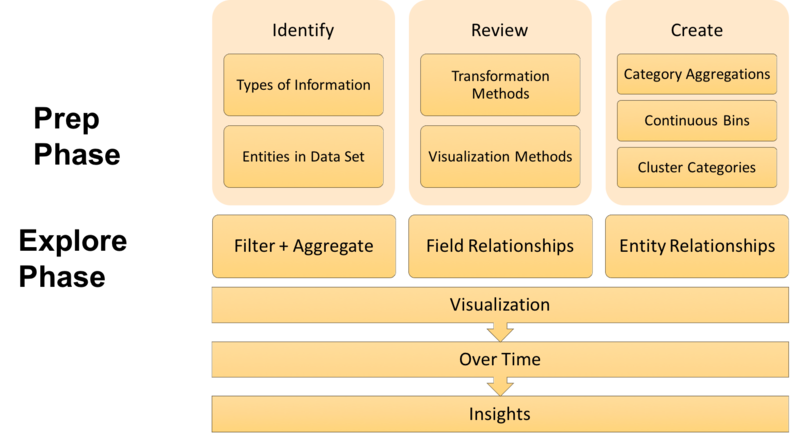 Prep
Phase
Identify
Types of Information
Entities in Data Set
Review
Transformation
Methods
Visualization Methods
Create
Category Aggregations
Continuous Bins
Cluster Categories
Explore
Phase
Filter + Aggregate
Field Relationships
Entity Relationships
Visualization
Over Time
Insights